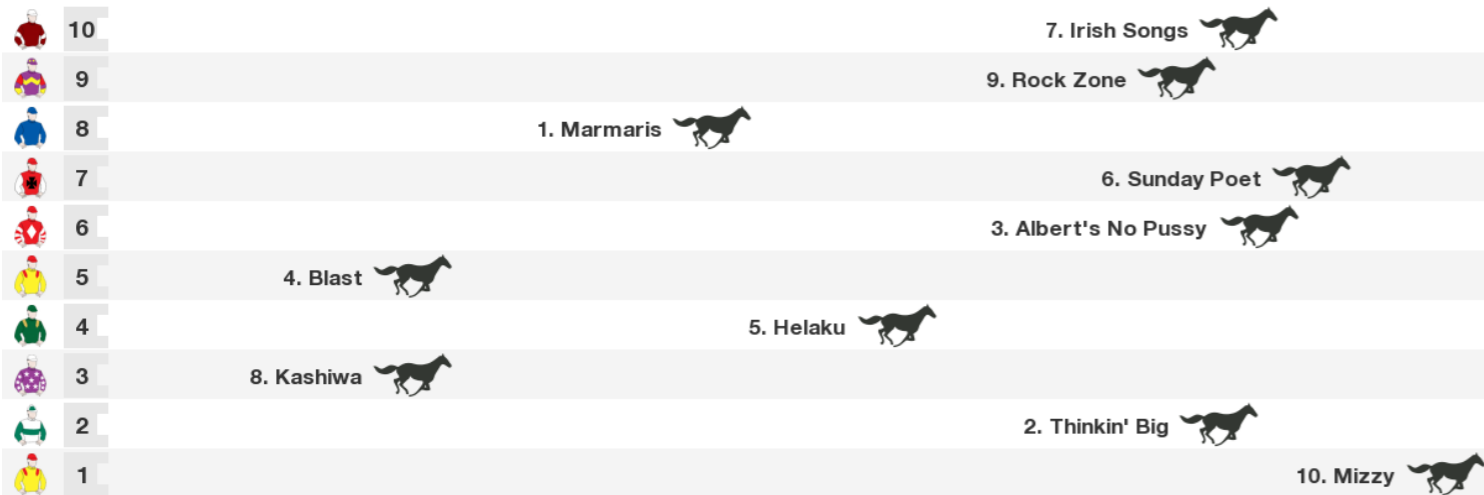 10 7. Irish Songs
9 9. Rock Zone
8 1. Marmaris
7 6. Sunday Poet
6 3. Albert's No Pussy
5 4. Blast
4 5. Helaku
3 8. Kashiwa
2 2. Thinkin' Big
1 10. Mizzy